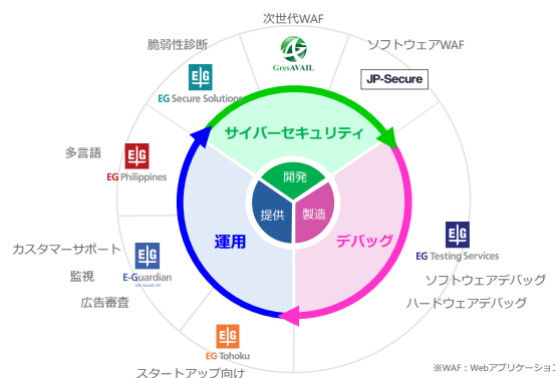 次世代WAF
脆弱性診断
ソフトウェアWAF
GresAVAIL
JP-Secure
EG
EG Secure Solutions
サイバーセキュリティ
多言語
EG
EG Philippines
開発
提供
製造
運用
デバッグ
EG
EG Testing Services
カスタマーサポート
監視
広告審査
EG
E-Guardian
ソフトウェアデバッグ
ハードウェアデバッグ
EG
EG Tohoku
スタートアップ向け
※WAF:Webアプリケーション